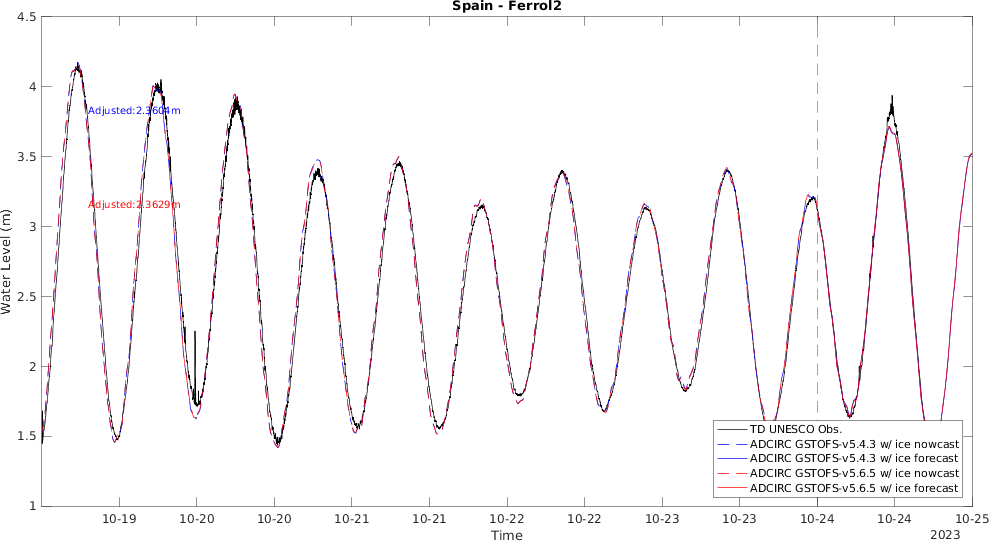 Spain - Ferrol2
4.5
4
3.5
3
2.5
2
1.5
1
Water Level (m)
Adjusted:2.3604m
Adjusted:2.3629m
TD UNESCO Obs.
ADCIRC GSTOFS-v5.4.3 w/ ice nowcast
ADCIRC GSTOFS-v5.4.3 w/ ice forecast
ADCIRC GSTOFS-v5.6.5 w/ ice nowcast
ADCIRC GSTOFS-v5.6.5 w/ ice forecast
10-19 10-20 10-20 10-21 10-21 10-22 10-22 10-23 10-23 10-24 10-24 10-25
Time
2023